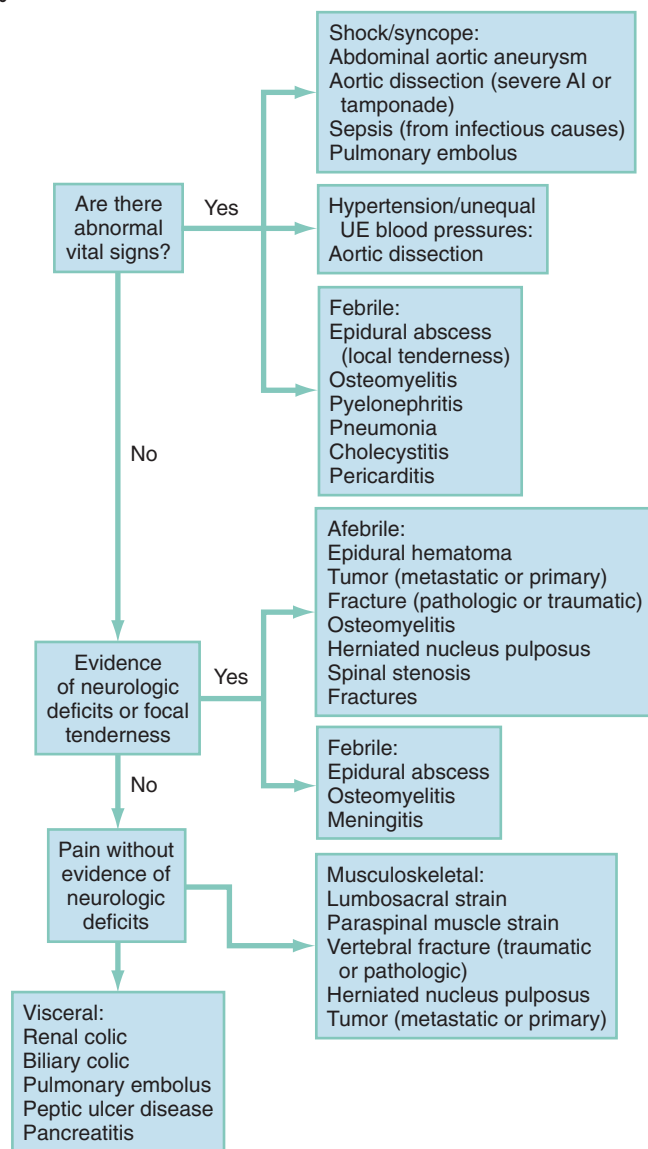 Shock/syncope:
Abdominal aortic aneurysm
Aortic dissection (severe AI or
tamponade)
Sepsis (from infectious causes)
Pulmonary embolus
Are there
abnormal
vital signs?
Yes
Hypertension/unequal
UE blood pressures:
Aortic dissection
Febrile:
Epidural abscess
(local tenderness)
Osteomyelitis
Pyelonephritis
Pneumonia
Cholecystitis
Pericarditis
No
Afebrile:
Epidural hematoma
Tumor (metastatic or primary)
Fracture (pathologic or traumatic)
Osteomyelitis
Herniated nucleus pulposus
Spinal stenosis
Fractures
Evidence
of neurologic
deficits or focal
tenderness
Yes
Febrile:
Epidural abscess
Osteomyelitis
Meningitis
No
Pain without
evidence of
neurologic
deficits
Musculoskeletal:
Lumbosacral strain
Paraspinal muscle strain
Vertebral fracture (traumatic
or pathologic)
Herniated nucleus pulposus
Tumor (metastatic or primary)
Visceral:
Renal colic
Biliary colic
Pulmonary embolus
Peptic ulcer disease
Pancreatitis